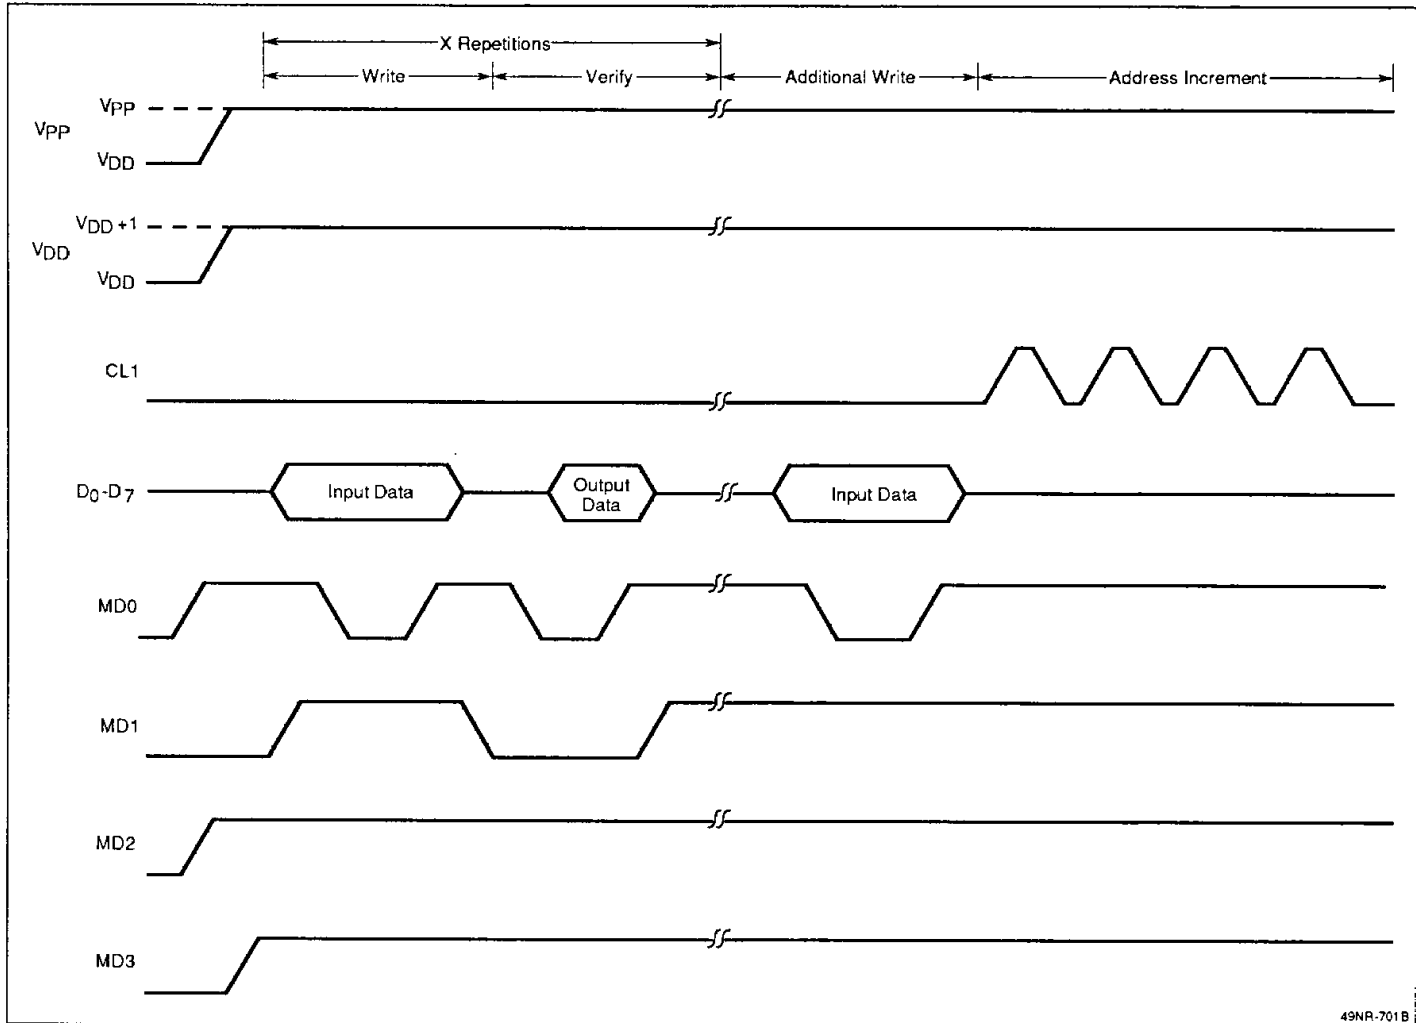 X Repetitions
Write Verify Additional Write Address Increment
VPP
VPP
VDD
VDD +1
VDD
VDD
CL1
D0-D7 Input Data Output Data Input Data
MD0
MD1
MD2
MD3
49NR-701B